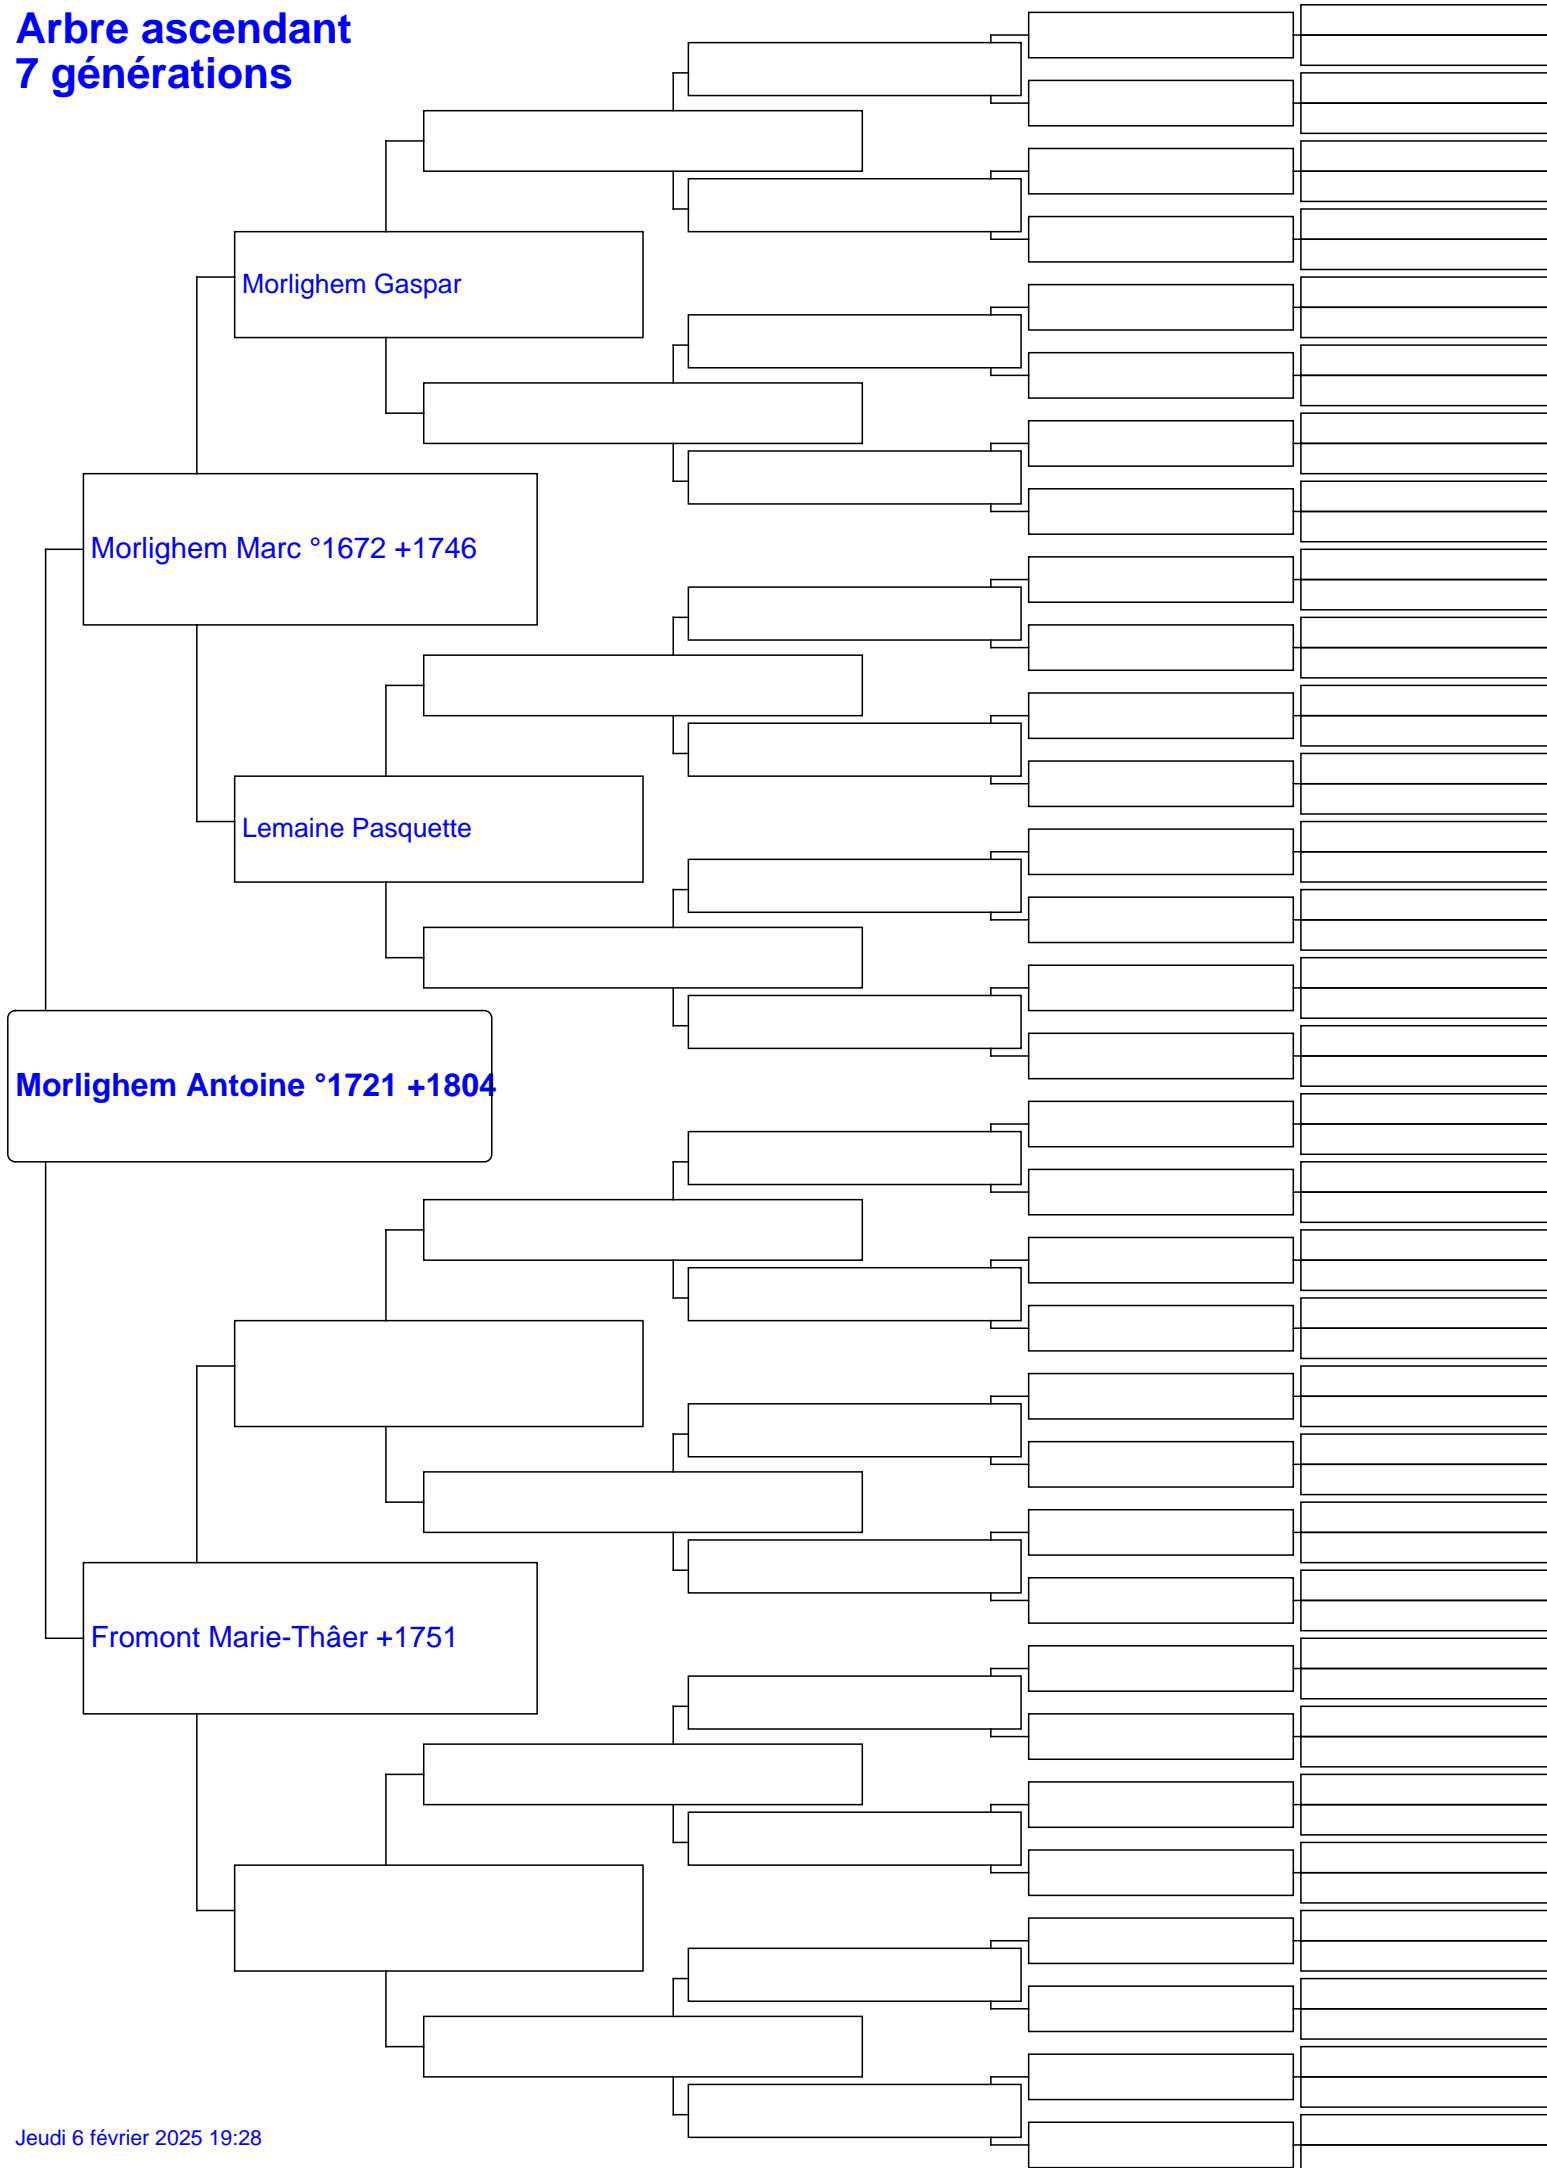 Arbre ascendant
7 générations
Morlighem Gaspar
Morlighem Marc °1672 +1746
Lemaine Pasquette
Morlighem Antoine °1721 +1804
Fromont Marie-Thâer +1751
Jeudi 6 février 2025 19:28